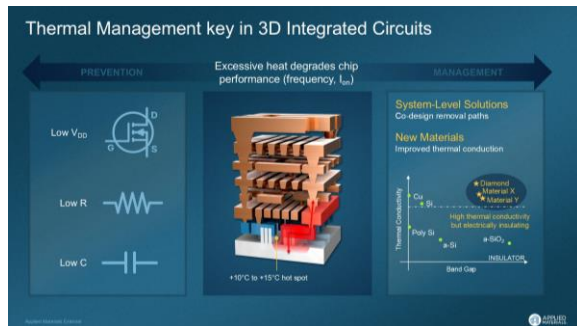 Thermal Management key in 3D Integrated Circuits
PREVENTION
Excessive heat degrades chip
performance (frequency, Ion)
MANAGEMENT
Low VDD
D
G
S
Low R
Low C
+10°C to +15°C hot spot
System-Level Solutions
Co-design removal paths
New Materials
Improved thermal conduction
Thermal Conductivity
Cu
Si
Diamond
Material X
Material Y
High thermal conductivity
but electrically insulating
Poly Si
a-Si
a-SiO2
INSULATOR
Band Gap
Applied Materials External
APPLIED
MATERIALS